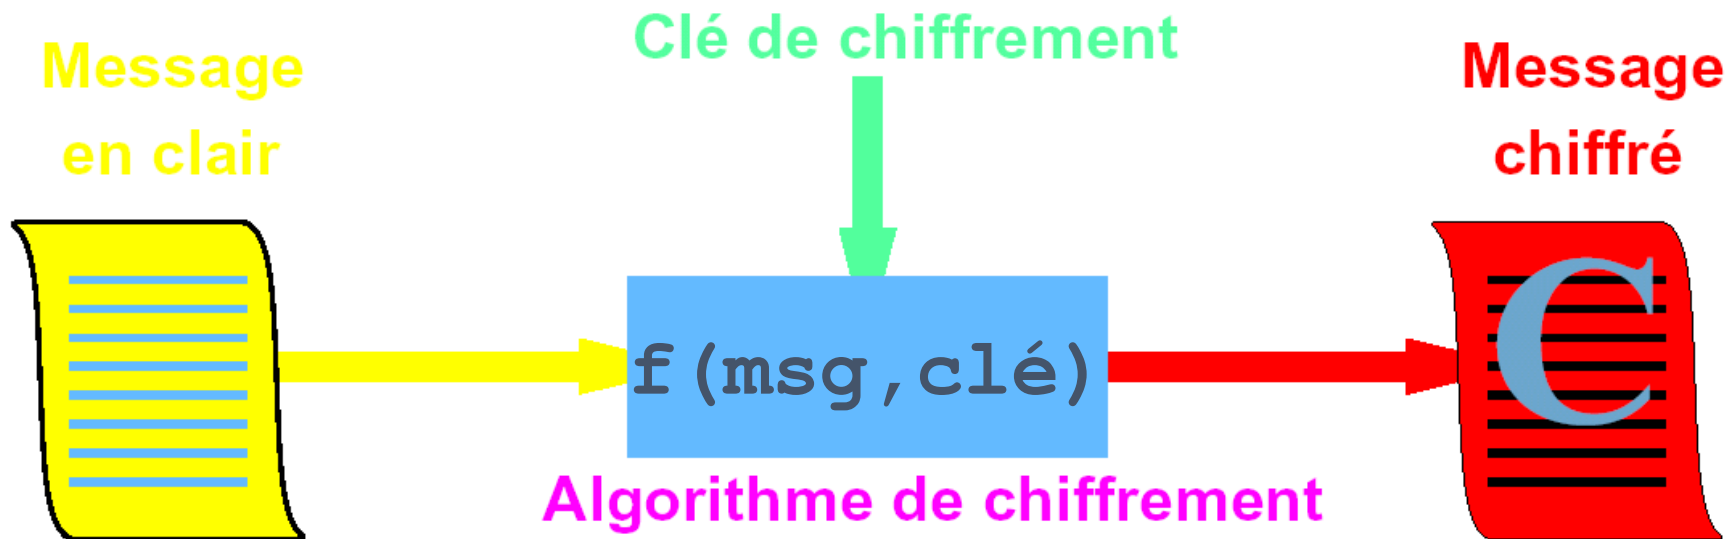 Message
en clair
Clé de chiffrement
f(msg,clé)
Algorithme de chiffrement
Message
chiffré
C